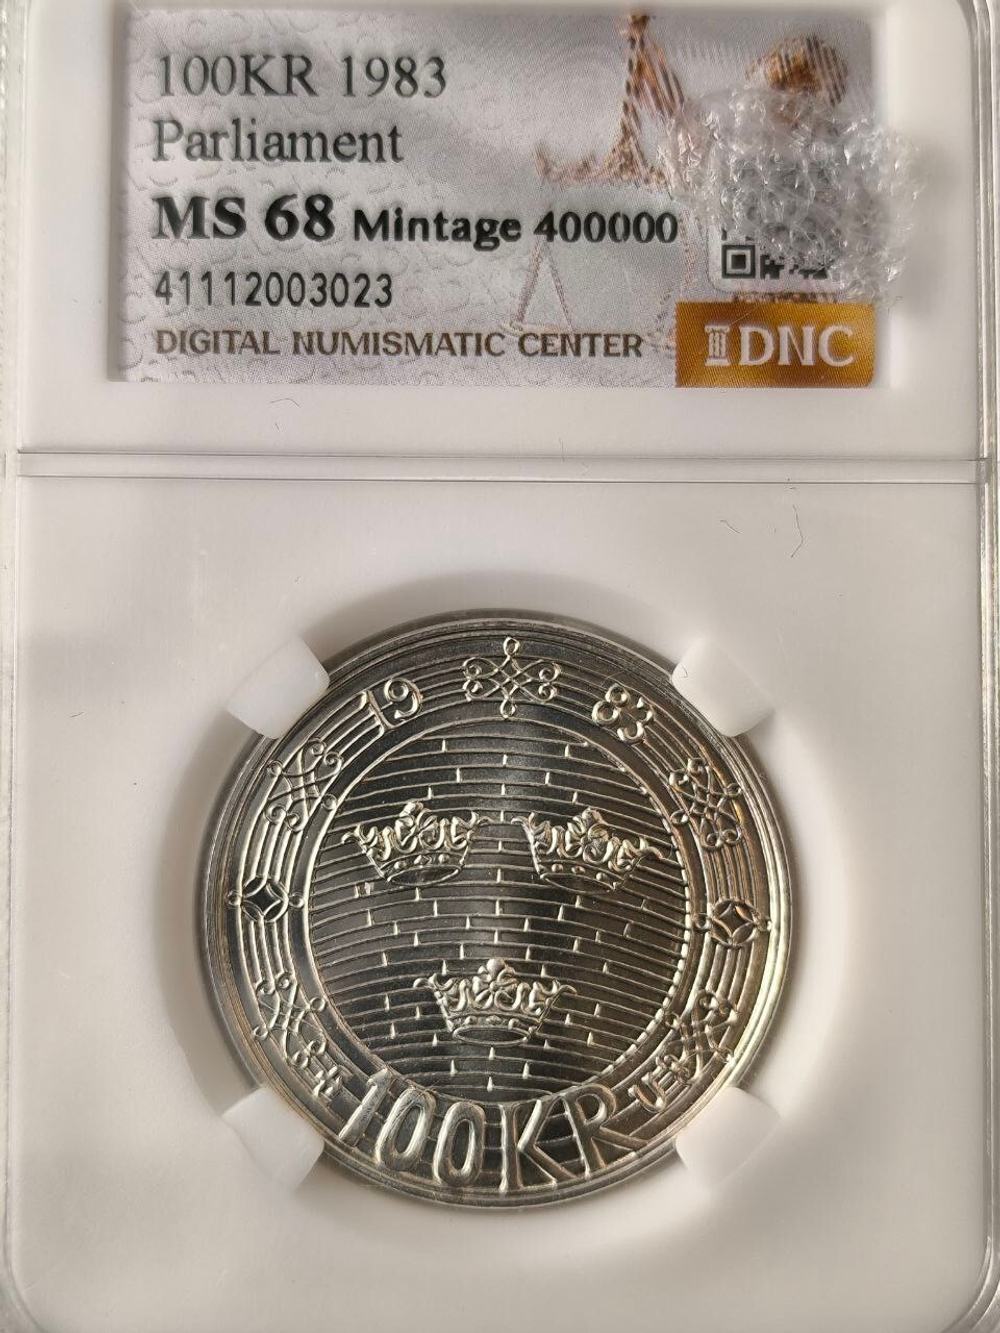 100KR 1983
Parliament
MS 68 Mintage 400000
41112003023
DIGITAL NUMISMATIC CENTER
DNC
19 83
100KR
U